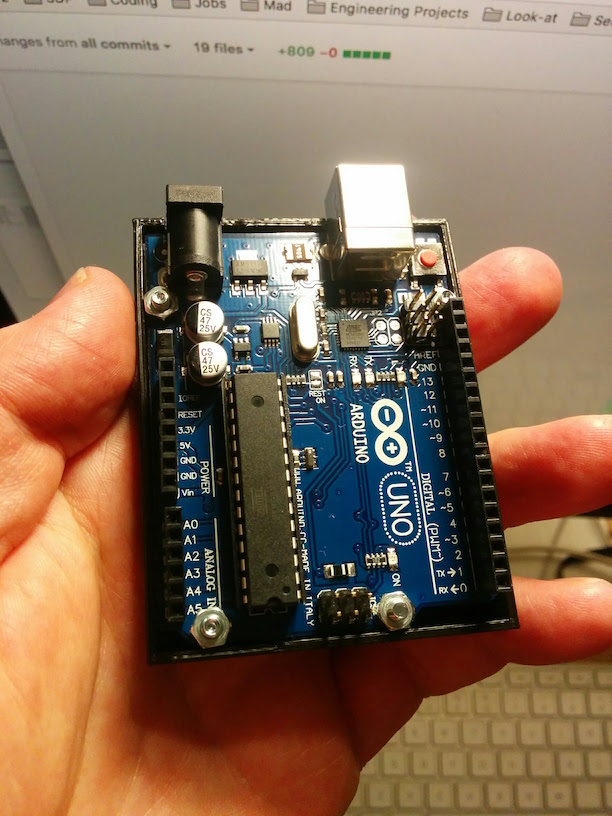 Coding
Jobs
Mad
Engineering Projects
Look-at
changes from all commits
19 files
+809 −0
CS
47
25V
CS
47
25V
RESET
3.3V
5V
GND
GND
Vin
POWER
A0
A1
A2
A3
A4
A5
ANALOG IN
REST
ON
RX
TX
ARDUINO
TM
UNO
MADE IN ITALY
ON
AREF
GND
13
12
~11
~10
~9
8
7
~6
~5
4
~3
2
TX→1
RX←0
DIGITAL (PWM~)